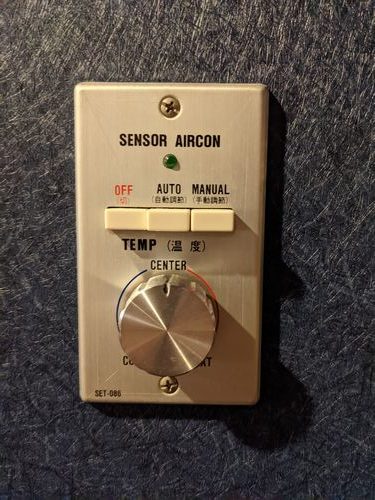 SENSOR AIRCON
OFF AUTO MANUAL
(切) (自動調節) (手動調節)
TEMP (温度)
CENTER
SET-086